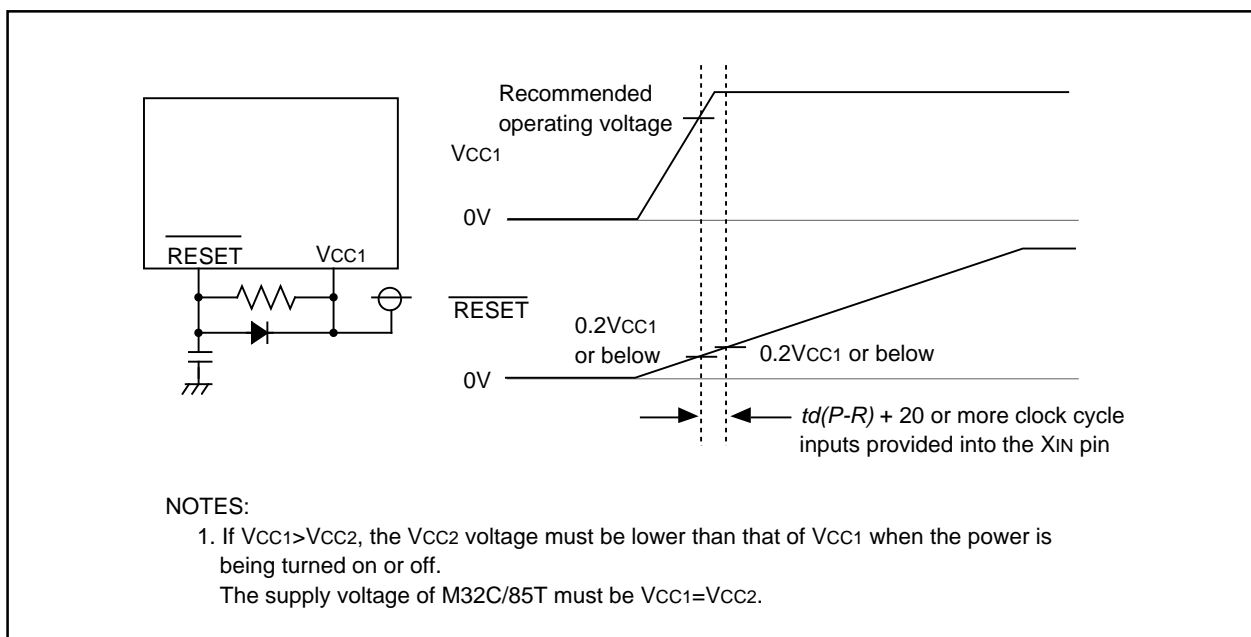 Recommended
operating voltage
VCC1
0V
RESET VCC1
RESET
0.2VCC1
or below
0.2VCC1 or below
0V
td(P-R) + 20 or more clock cycle
inputs provided into the XIN pin
NOTES:
1. If VCC1>VCC2, the VCC2 voltage must be lower than that of VCC1 when the power is
being turned on or off.
The supply voltage of M32C/85T must be VCC1=VCC2.